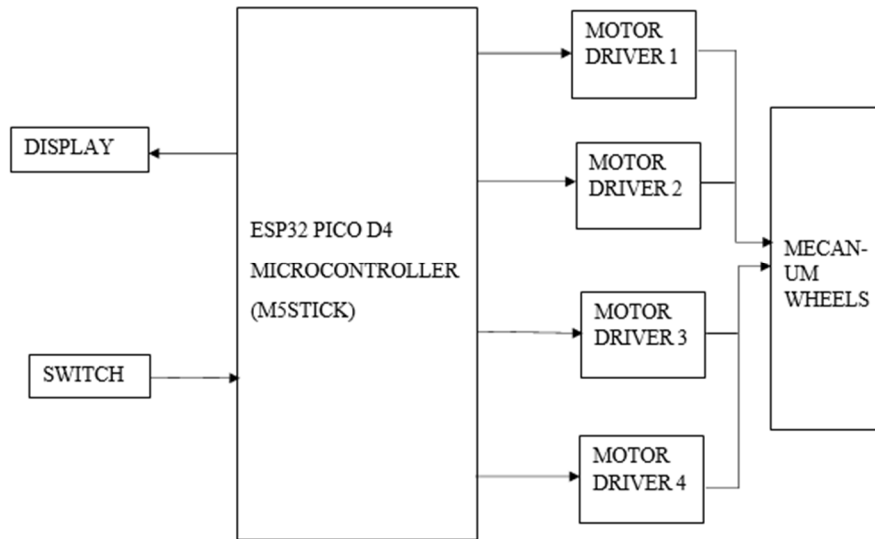 DISPLAY
SWITCH
ESP32 PICO D4
MICROCONTROLLER
(M5STICK)
MOTOR
DRIVER 1
MOTOR
DRIVER 2
MOTOR
DRIVER 3
MOTOR
DRIVER 4
MECAN-
UM
WHEELS